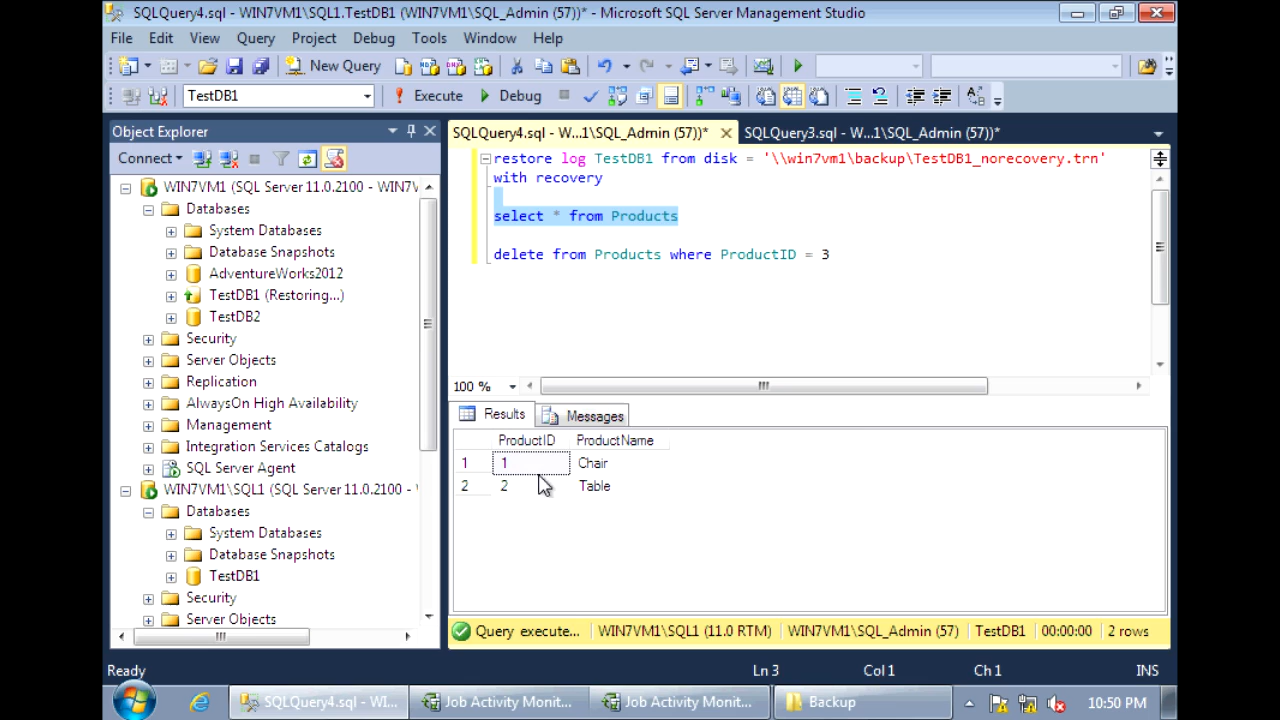 SQLQuery4.sql - WIN7VM1\SQL1.TestDB1 (WIN7VM1\SQL_Admin (57))* - Microsoft SQL Server Management Studio
File Edit View Query Project Debug Tools Window Help
New Query
TestDB1 Execute Debug
Object Explorer
Connect
WIN7VM1 (SQL Server 11.0.2100 - WIN7V
Databases
System Databases
Database Snapshots
AdventureWorks2012
TestDB1 (Restoring...)
TestDB2
Security
Server Objects
Replication
AlwaysOn High Availability
Management
Integration Services Catalogs
SQL Server Agent
WIN7VM1\SQL1 (SQL Server 11.0.2100 -
Databases
System Databases
Database Snapshots
TestDB1
Security
Server Objects
SQLQuery4.sql - W...1\SQL_Admin (57))* SQLQuery3.sql - W...1\SQL_Admin (57))*
restore log TestDB1 from disk = '\\win7vm1\backup\TestDB1_norecovery.trn'
with recovery
select * from Products
delete from Products where ProductID = 3
100 %
Results Messages
ProductID ProductName
1 1 Chair
2 2 Table
Query execute... WIN7VM1\SQL1 (11.0 RTM) WIN7VM1\SQL_Admin (57) TestDB1 00:00:00 2 rows
Ready Ln 3 Col 1 Ch 1 INS
SQLQuery4.sql - WI... Job Activity Monit... Job Activity Monit... Backup 10:50 PM